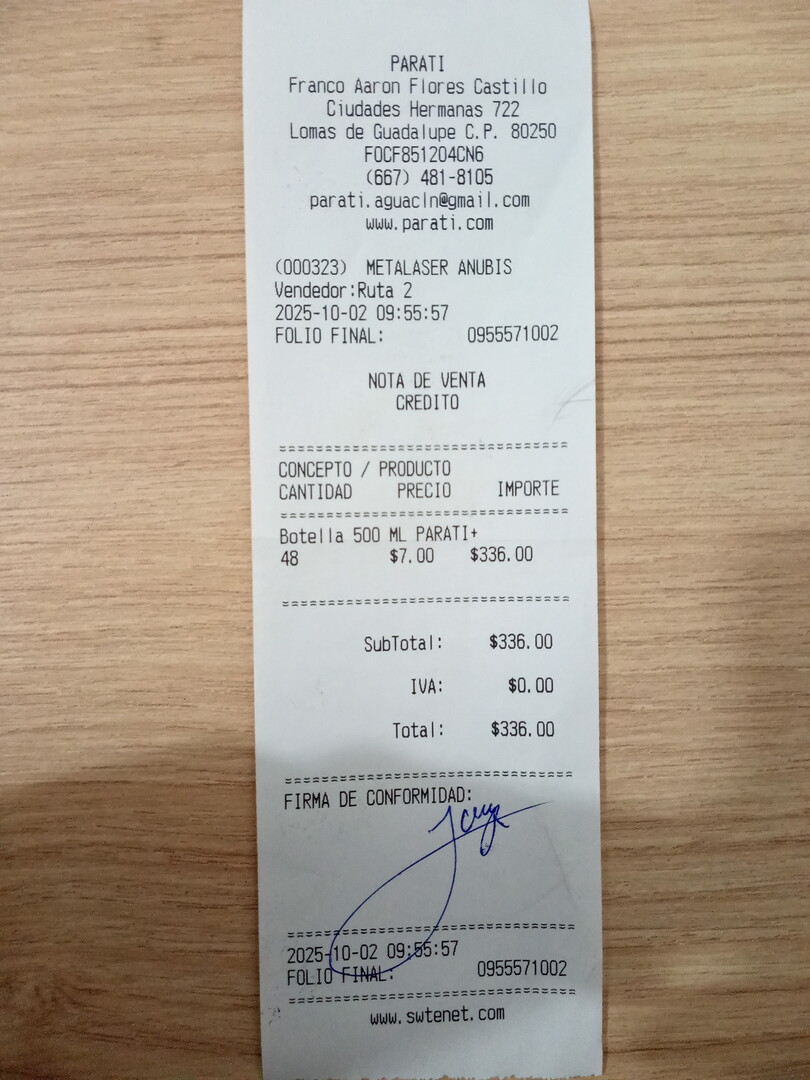 PARATI
Franco Aaron Flores Castillo
Ciudades Hermanas 722
Lomas de Guadalupe C.P. 80250
FOCF851204CN6
(667) 481-8105
parati.aguacln@gmail.com
www.parati.com
(000323) METALASER ANUBIS
Vendedor:Ruta 2
2025-10-02 09:55:57
FOLIO FINAL: 0955571002
NOTA DE VENTA
CREDITO
CONCEPTO / PRODUCTO
CANTIDAD PRECIO IMPORTE
Botella 500 ML PARATI+
48 $7.00 $336.00
SubTotal: $336.00
IVA: $0.00
Total: $336.00
FIRMA DE CONFORMIDAD:
2025-10-02 09:55:57
FOLIO FINAL: 0955571002
www.swtenet.com